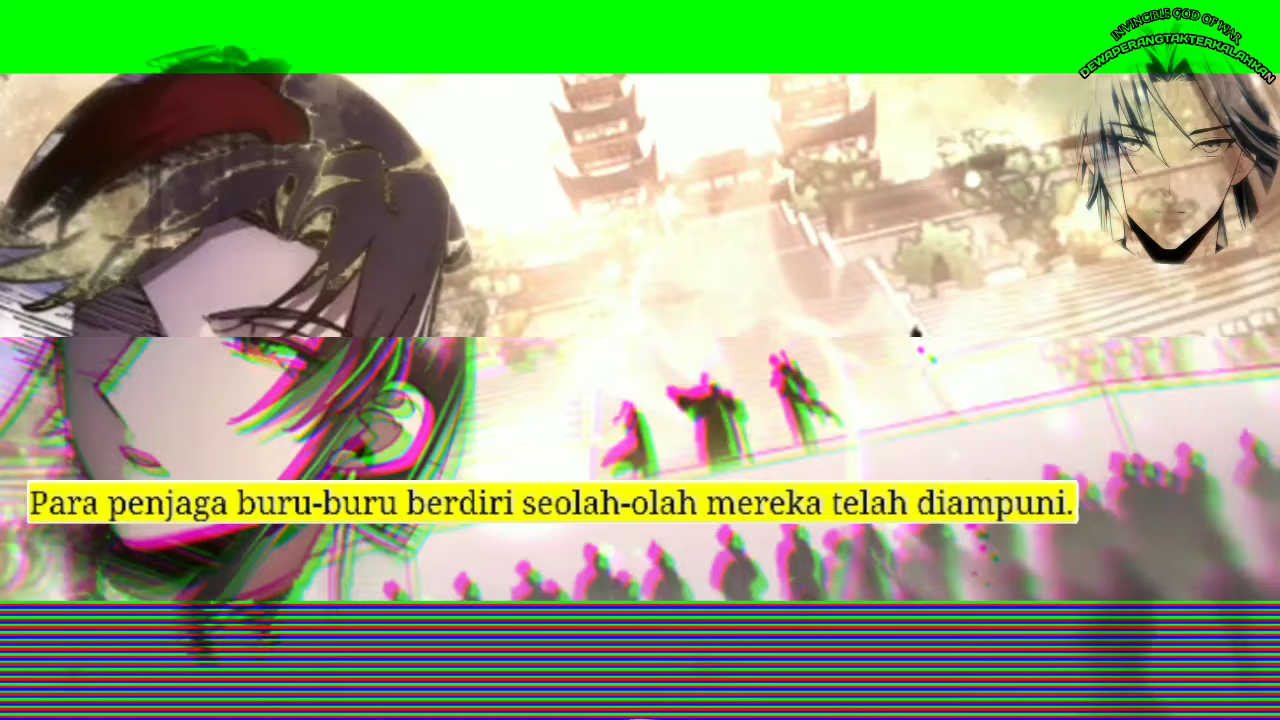 INVINCIBLE GOD OF WAR
DEWAPERANGTAKTERKALAHKAN
Para penjaga buru-buru berdiri seolah-olah mereka telah diampuni.